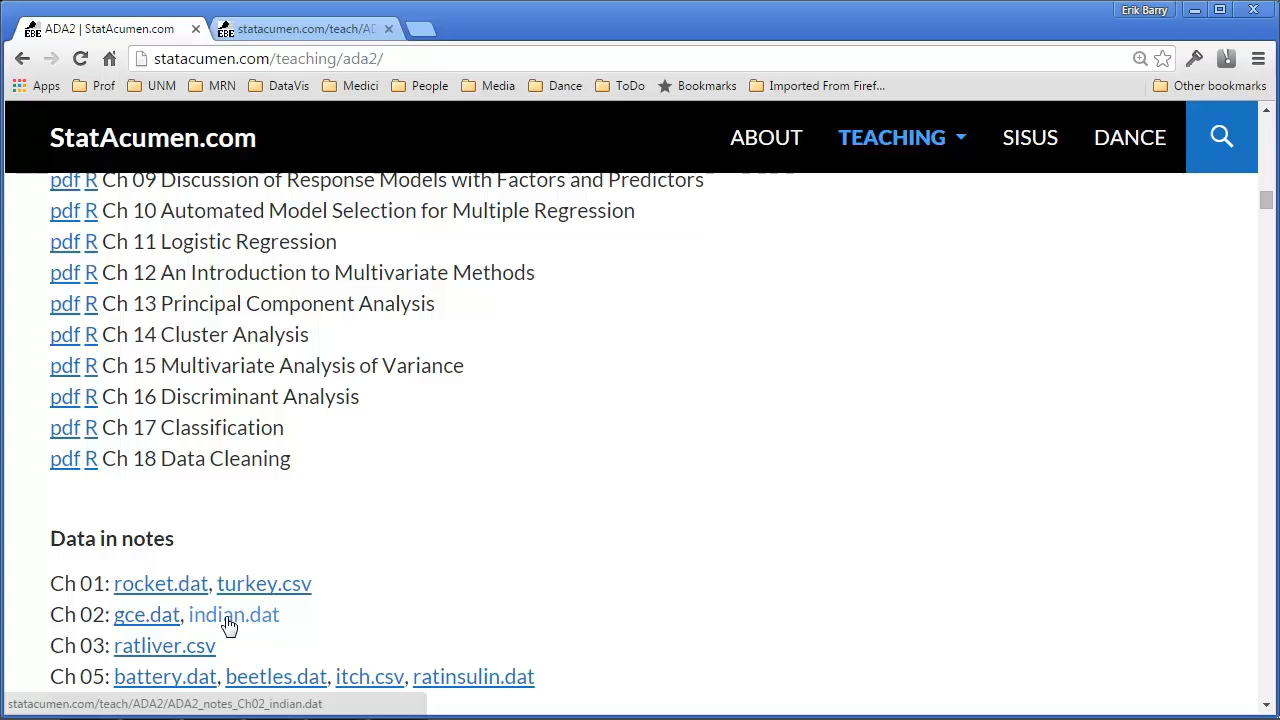 Erik Barry
ADA2 | StatAcumen.com
statacumen.com/teach/AD
statacumen.com/teaching/ada2/
Apps Prof UNM MRN DataVis Medici People Media Dance ToDo Bookmarks Imported From Firef... Other bookmarks
StatAcumen.com ABOUT TEACHING SISUS DANCE
pdf R Ch 09 Discussion of Response Models with Factors and Predictors
pdf R Ch 10 Automated Model Selection for Multiple Regression
pdf R Ch 11 Logistic Regression
pdf R Ch 12 An Introduction to Multivariate Methods
pdf R Ch 13 Principal Component Analysis
pdf R Ch 14 Cluster Analysis
pdf R Ch 15 Multivariate Analysis of Variance
pdf R Ch 16 Discriminant Analysis
pdf R Ch 17 Classification
pdf R Ch 18 Data Cleaning
Data in notes
Ch 01: rocket.dat, turkey.csv
Ch 02: gce.dat, indian.dat
Ch 03: ratliver.csv
Ch 05: battery.dat, beetles.dat, itch.csv, ratinsulin.dat
statacumen.com/teach/ADA2/ADA2_notes_Ch02_indian.dat